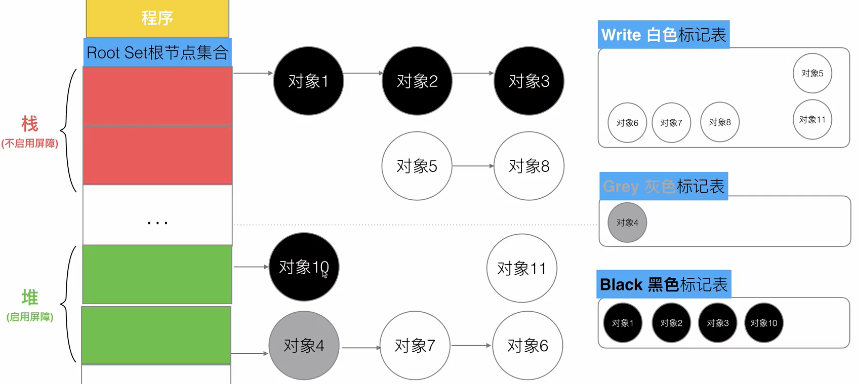 程序
Root Set根节点集合
栈
(不启用屏障)
...
堆
(启用屏障)
对象1
对象2
对象3
对象5
对象8
对象10
对象11
对象4
对象7
对象6
Write 白色标记表
对象5
对象6
对象7
对象8
对象11
Grey 灰色标记表
对象4
Black 黑色标记表
对象1
对象2
对象3
对象10